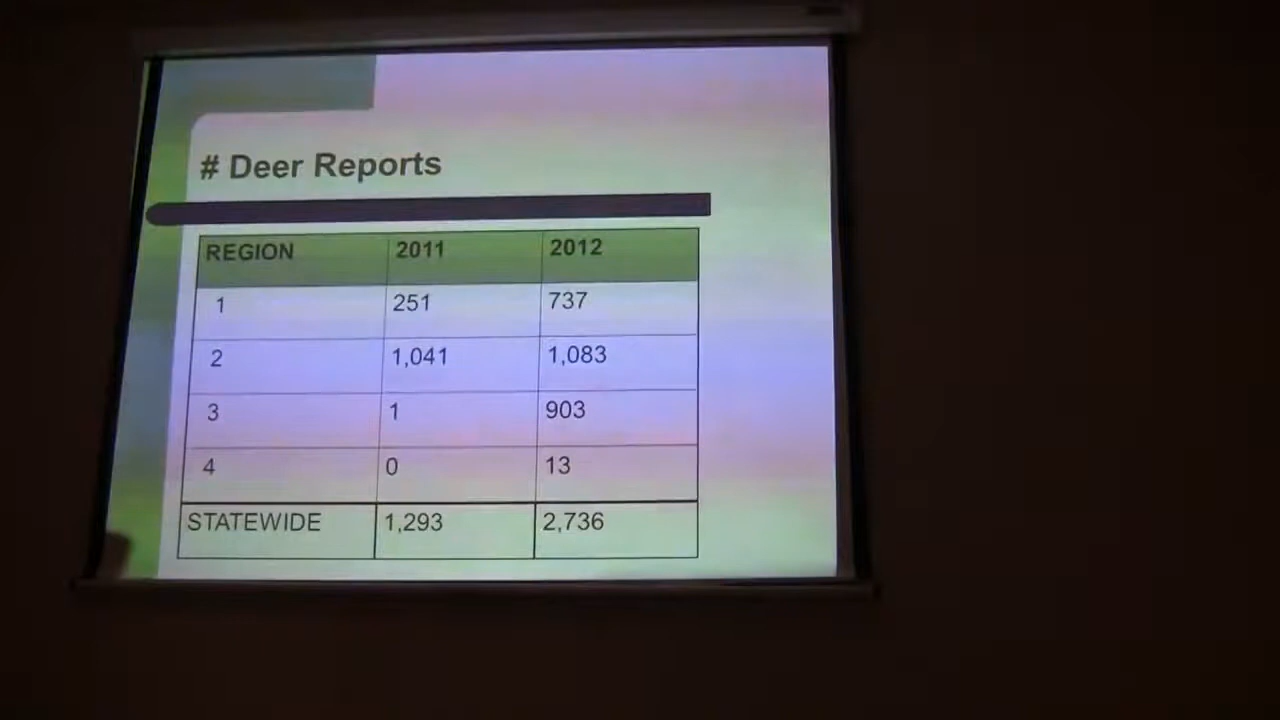 # Deer Reports
REGION 2011 2012
1 251 737
2 1,041 1,083
3 1 903
4 0 13
STATEWIDE 1,293 2,736